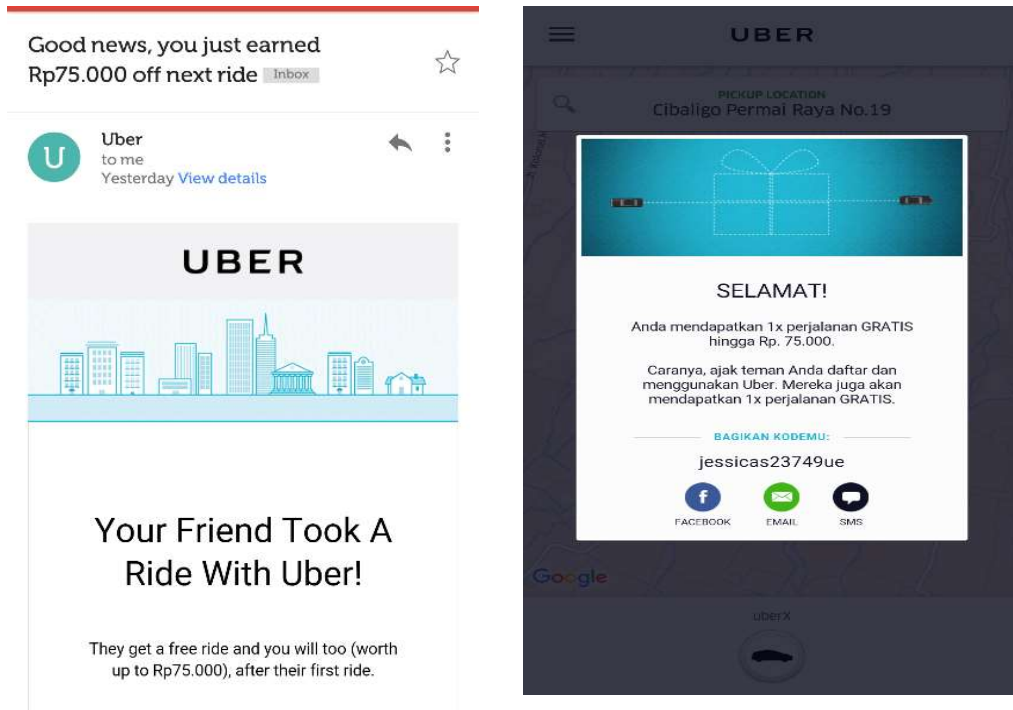 Good news, you just earned
Rp75.000 off next ride Inbox
U
Uber
to me
Yesterday View details
UBER
Your Friend Took A
Ride With Uber!
They get a free ride and you will too (worth
up to Rp75.000), after their first ride.
UBER
PICKUP LOCATION
Cibaligo Permai Raya No.19
SELAMAT!
Anda mendapatkan 1x perjalanan GRATIS
hingga Rp. 75.000.
Caranya, ajak teman Anda daftar dan
menggunakan Uber. Mereka juga akan
mendapatkan 1x perjalanan GRATIS.
BAGIKAN KODEMU:
jessicas23749ue
f
FACEBOOK EMAIL SMS
Google
uberX